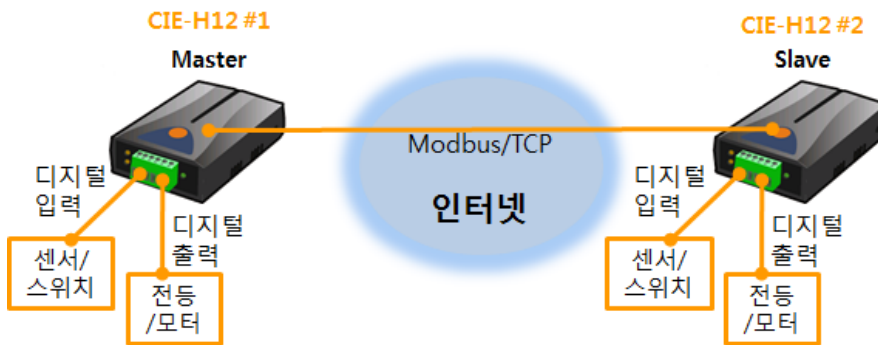 CIE-H12 #1
Master
CIE-H12 #2
Slave
Modbus/TCP
인터넷
디지털
입력
디지털
출력
센서/
스위치
전등
/모터
디지털
입력
디지털
출력
센서/
스위치
전등
/모터